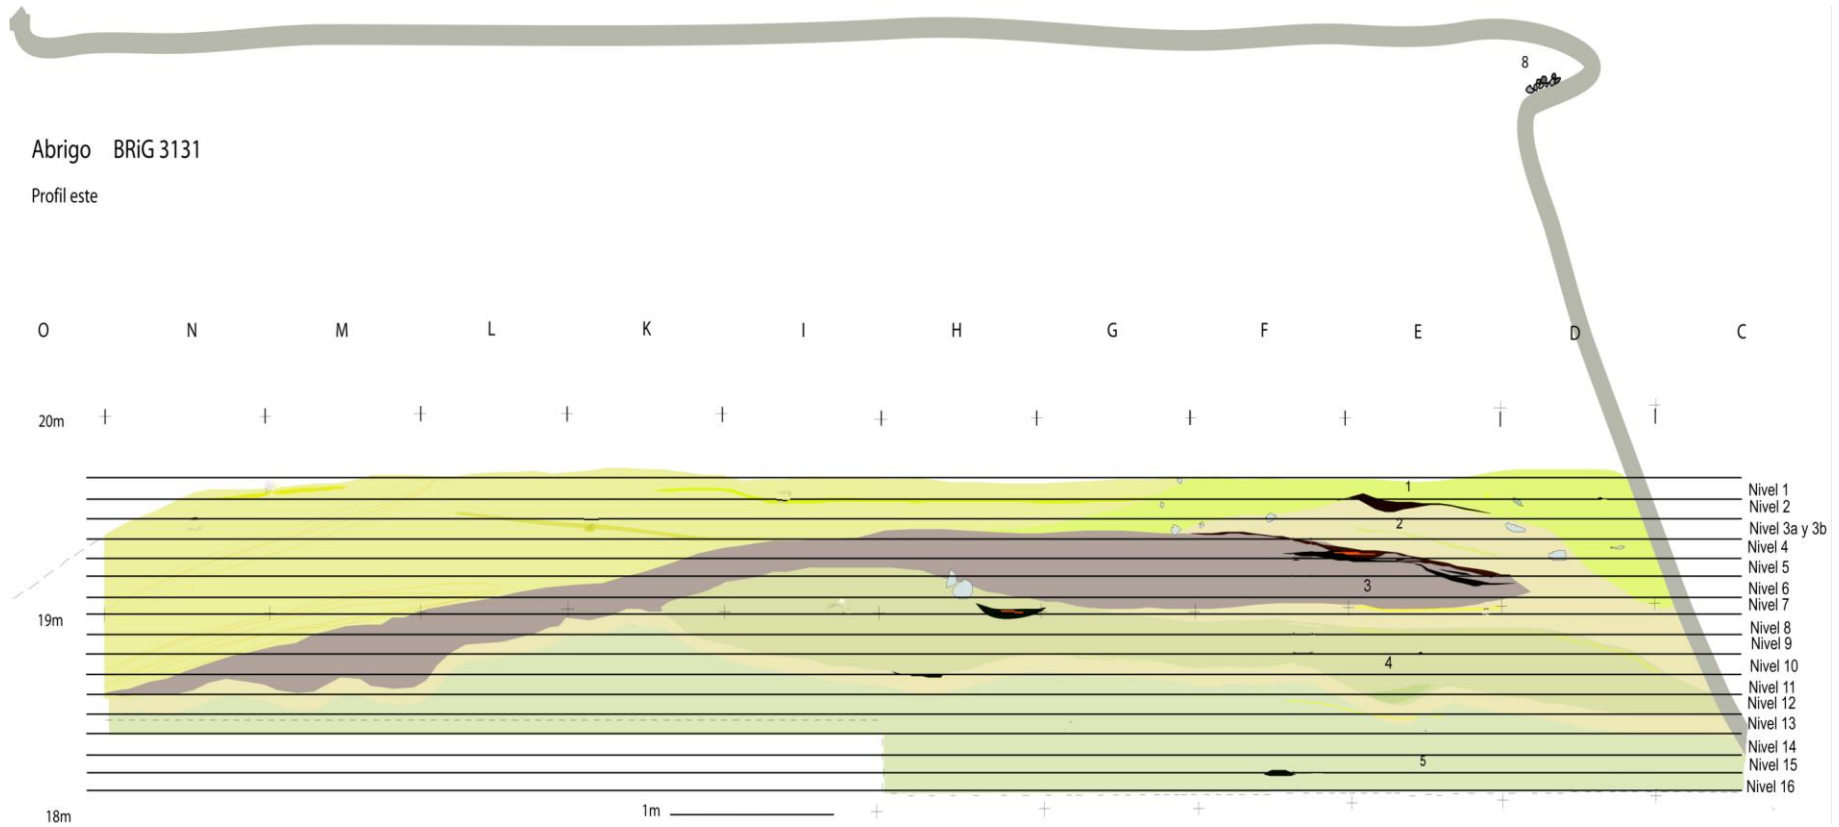 8
Abrigo BRiG 3131
Profil este
O N M L K I H G F E D C
20m
1
Nivel 1
Nivel 2
2
Nivel 3a y 3b
Nivel 4
Nivel 5
3
Nivel 6
Nivel 7
19m
Nivel 8
Nivel 9
4
Nivel 10
Nivel 11
Nivel 12
Nivel 13
Nivel 14
5
Nivel 15
Nivel 16
1m
18m